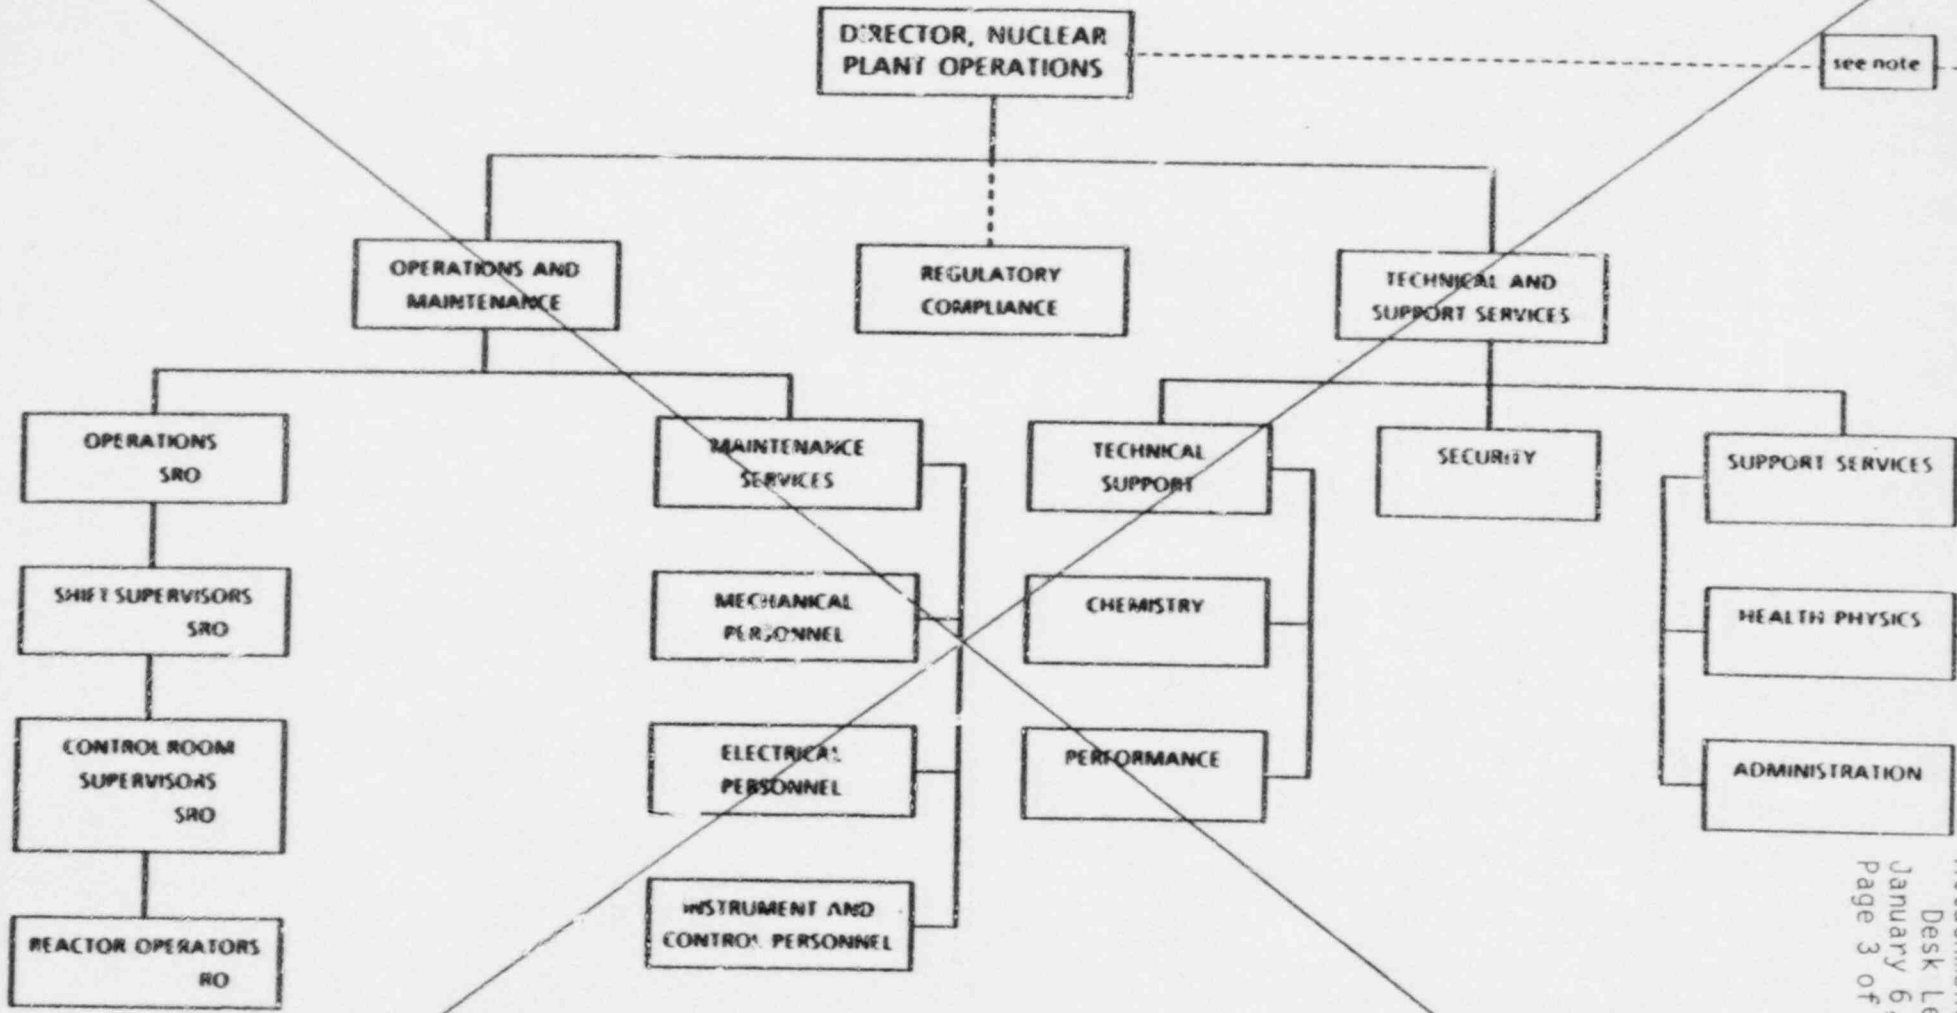 DIRECTOR, NUCLEAR
PLANT OPERATIONS
see note
OPERATIONS AND
MAINTENANCE
REGULATORY
COMPLIANCE
TECHNICAL AND
SUPPORT SERVICES
OPERATIONS
SRO
MAINTENANCE
SERVICES
TECHNICAL
SUPPORT
SECURITY
SUPPORT SERVICES
SHIFT SUPERVISORS
SRO
MECHANICAL
PERSONNEL
CHEMISTRY
HEALTH PHYSICS
CONTROL ROOM
SUPERVISORS
SRO
ELECTRICAL
PERSONNEL
PERFORMANCE
ADMINISTRATION
REACTOR OPERATORS
RO
INSTRUMENT AND
CONTROL PERSONNEL
Desk
January 6
Page 3 of